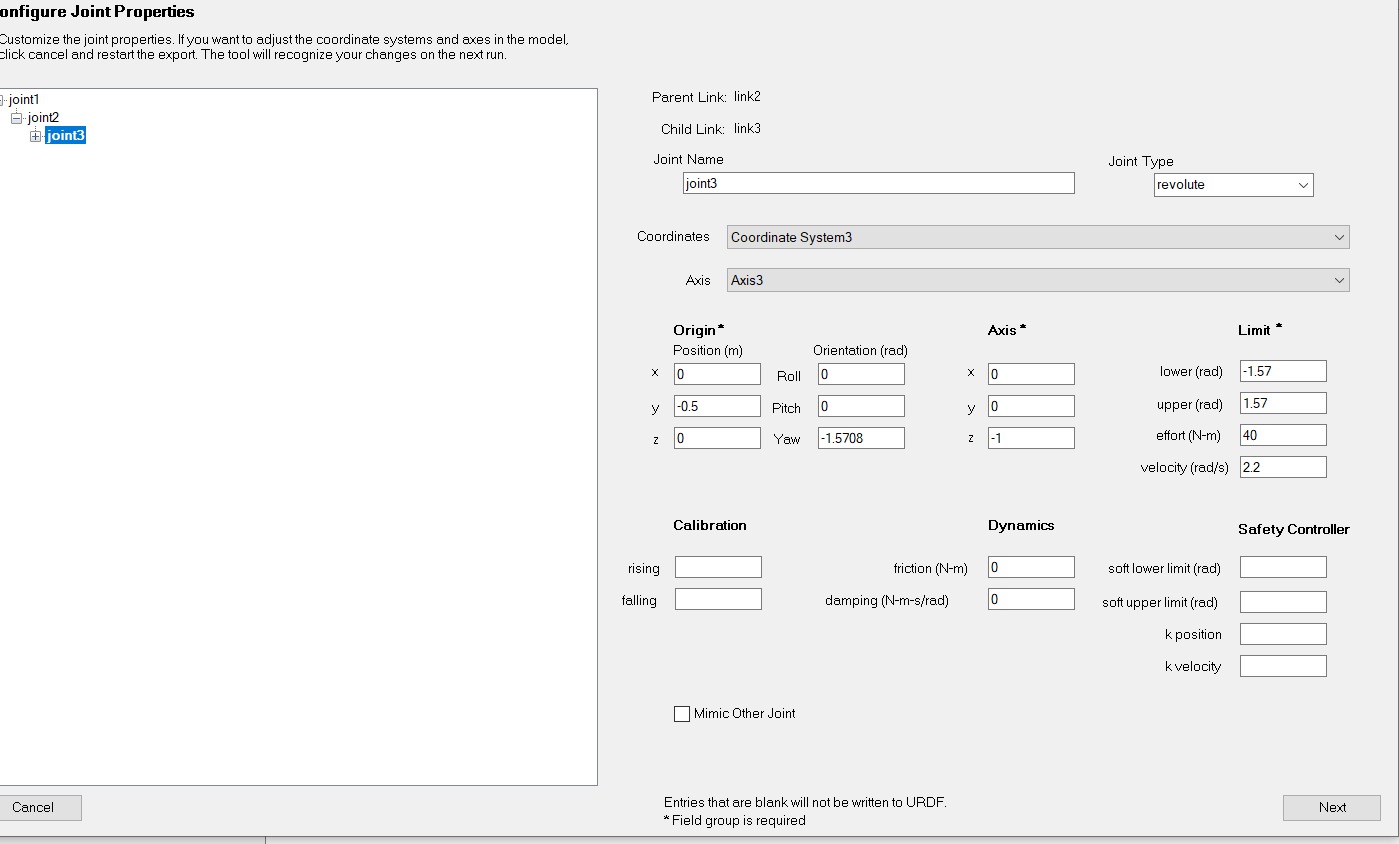 onfigure Joint Properties
Customize the joint properties. If you want to adjust the coordinate systems and axes in the model,
click cancel and restart the export. The tool will recognize your changes on the next run.
joint1
joint2
joint3
Parent Link: link2
Child Link: link3
Joint Name
Joint Type
joint3
revolute
Coordinates Coordinate System3
Axis Axis3
Origin* Axis* Limit *
Position (m) Orientation (rad)
x 0 Roll 0 x 0 lower (rad) -1.57
y -0.5 Pitch 0 y 0 upper (rad) 1.57
z 0 Yaw -1.5708 z -1 effort (N-m) 40
velocity (rad/s) 2.2
Calibration Dynamics Safety Controller
rising friction (N-m) 0 soft lower limit (rad)
falling damping (N-m-s/rad) 0 soft upper limit (rad)
k position
k velocity
Mimic Other Joint
Cancel
Entries that are blank will not be written to URDF.
Next
* Field group is required